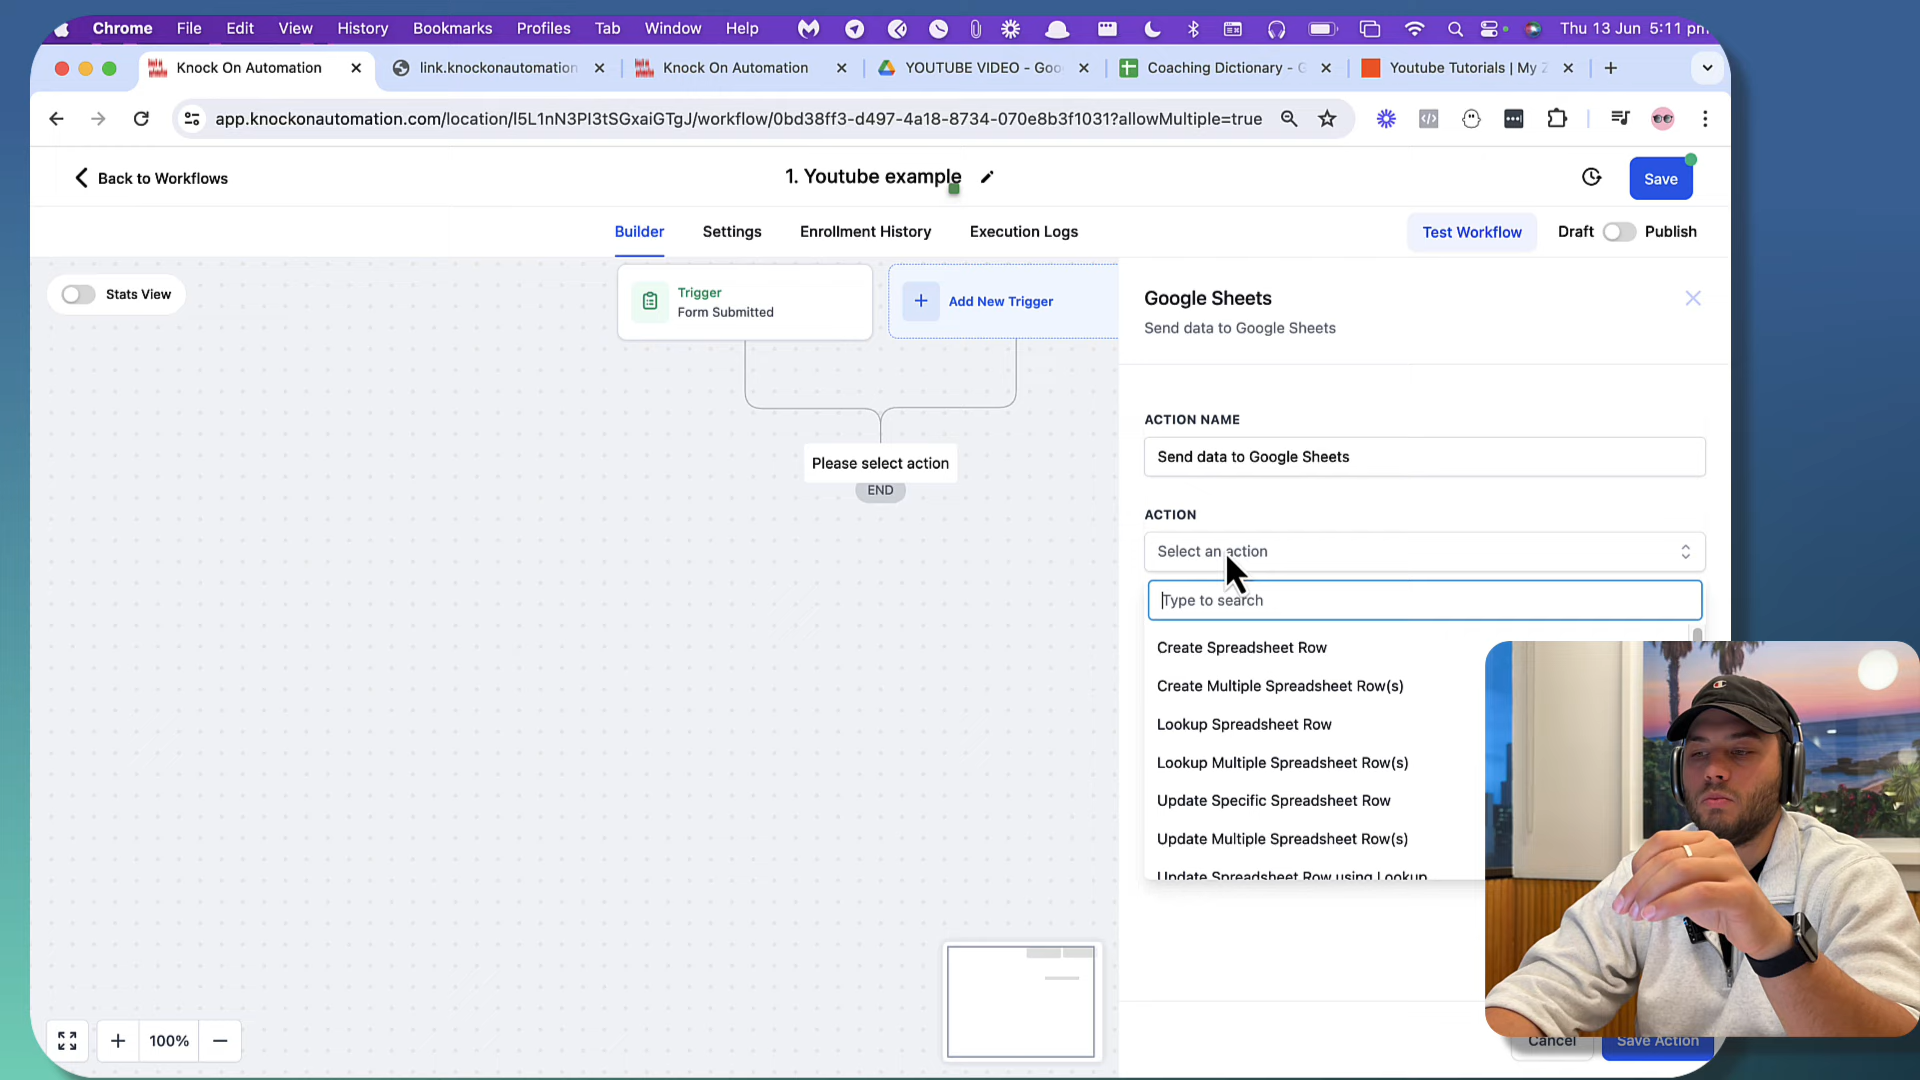 Chrome File Edit View History Bookmarks Profiles Tab Window Help Thu 13 Jun 5:11 pm
Knock On Automation link.knockonautomation Knock On Automation YOUTUBE VIDEO - Goo Coaching Dictionary - G Youtube Tutorials | My Z
app.knockonautomation.com/location/l5L1nN3PI3tSGxaiGTgJ/workflow/0bd38ff3-d497-4a18-8734-070e8b3f1031?allowMultiple=true
Back to Workflows
1. Youtube example
Save
Builder Settings Enrollment History Execution Logs
Test Workflow Draft Publish
Stats View
Trigger
Form Submitted
Add New Trigger
Please select action
END
100%
Google Sheets
Send data to Google Sheets
ACTION NAME
Send data to Google Sheets
ACTION
Select an action
Type to search
Create Spreadsheet Row
Create Multiple Spreadsheet Row(s)
Lookup Spreadsheet Row
Lookup Multiple Spreadsheet Row(s)
Update Specific Spreadsheet Row
Update Multiple Spreadsheet Row(s)
Update Spreadsheet Row using Lookup
Cancel Save Action